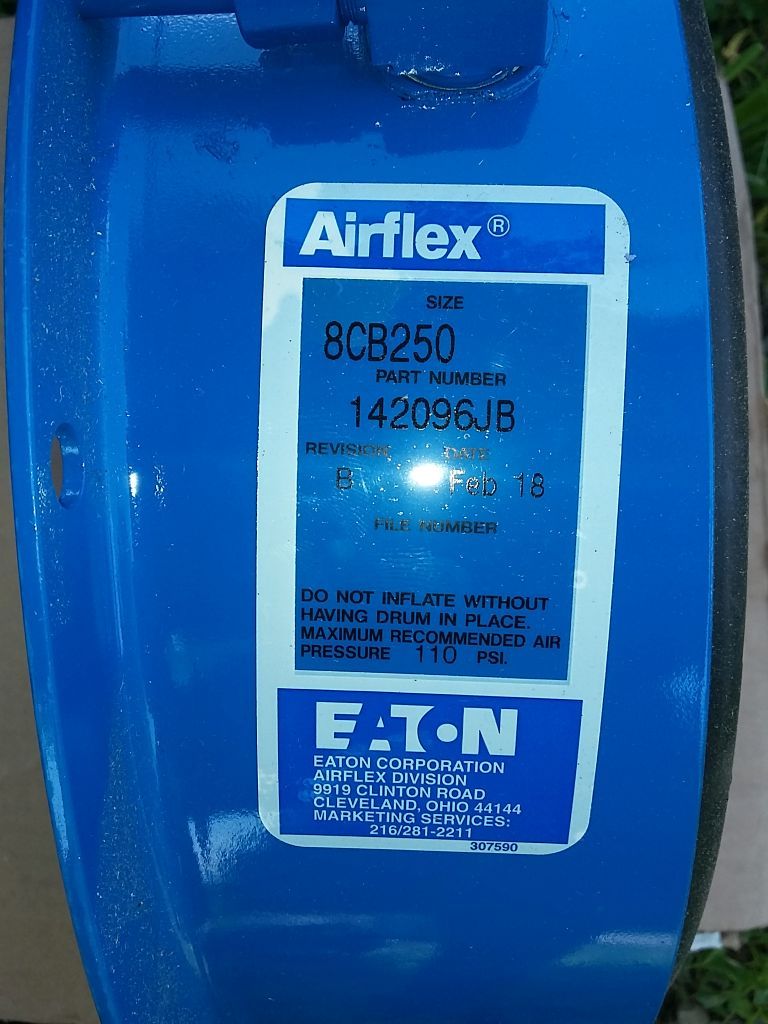 Airflex®
SIZE
8CB250
PART NUMBER
142096JB
REVISION DATE
B Feb 18
FILE NUMBER
DO NOT INFLATE WITHOUT
HAVING DRUM IN PLACE.
MAXIMUM RECOMMENDED AIR
PRESSURE 110 PSI.
EATON
EATON CORPORATION
AIRFLEX DIVISION
9919 CLINTON ROAD
CLEVELAND, OHIO 44144
MARKETING SERVICES:
216/281-2211
307590